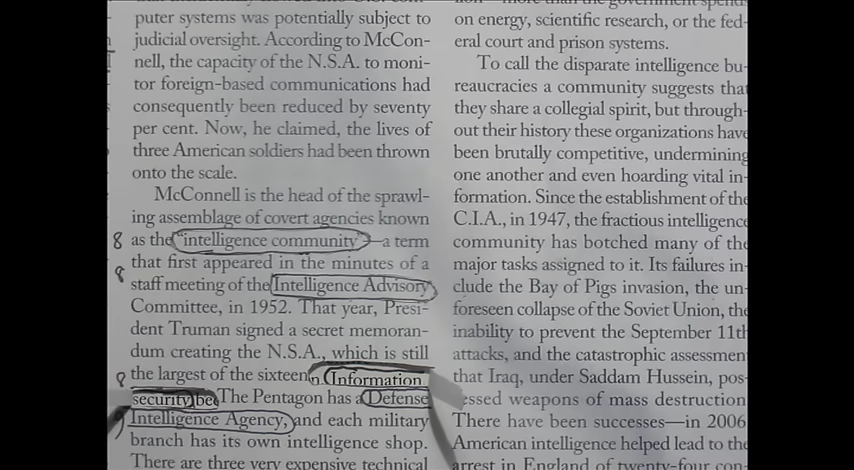 puter systems was potentially subject to
judicial oversight. According to McCon-
nell, the capacity of the N.S.A. to moni-
tor foreign-based communications had
consequently been reduced by seventy
per cent. Now, he claimed, the lives of
three American soldiers had been thrown
onto the scale.
McConnell is the head of the sprawl-
ing assemblage of covert agencies known
8 as the "intelligence community"—a term
that first appeared in the minutes of a
8 staff meeting of the Intelligence Advisory
Committee, in 1952. That year, Presi-
dent Truman signed a secret memoran-
dum creating the N.S.A., which is still
8 the largest of the sixteen n Information
security be The Pentagon has a Defense
9 Intelligence Agency, and each military
branch has its own intelligence shop.
There are three very expensive technical
on energy, scientific research, or the fed-
eral court and prison systems.
To call the disparate intelligence bu-
reaucracies a community suggests that
they share a collegial spirit, but through-
out their history these organizations have
been brutally competitive, undermining
one another and even hoarding vital in-
formation. Since the establishment of the
C.I.A., in 1947, the fractious intelligence
community has botched many of the
major tasks assigned to it. Its failures in-
clude the Bay of Pigs invasion, the un-
foreseen collapse of the Soviet Union, the
inability to prevent the September 11th
attacks, and the catastrophic assessment
that Iraq, under Saddam Hussein, pos-
sessed weapons of mass destruction
There have been successes—in 2006
American intelligence helped lead to the
arrest in England of twenty-four con-